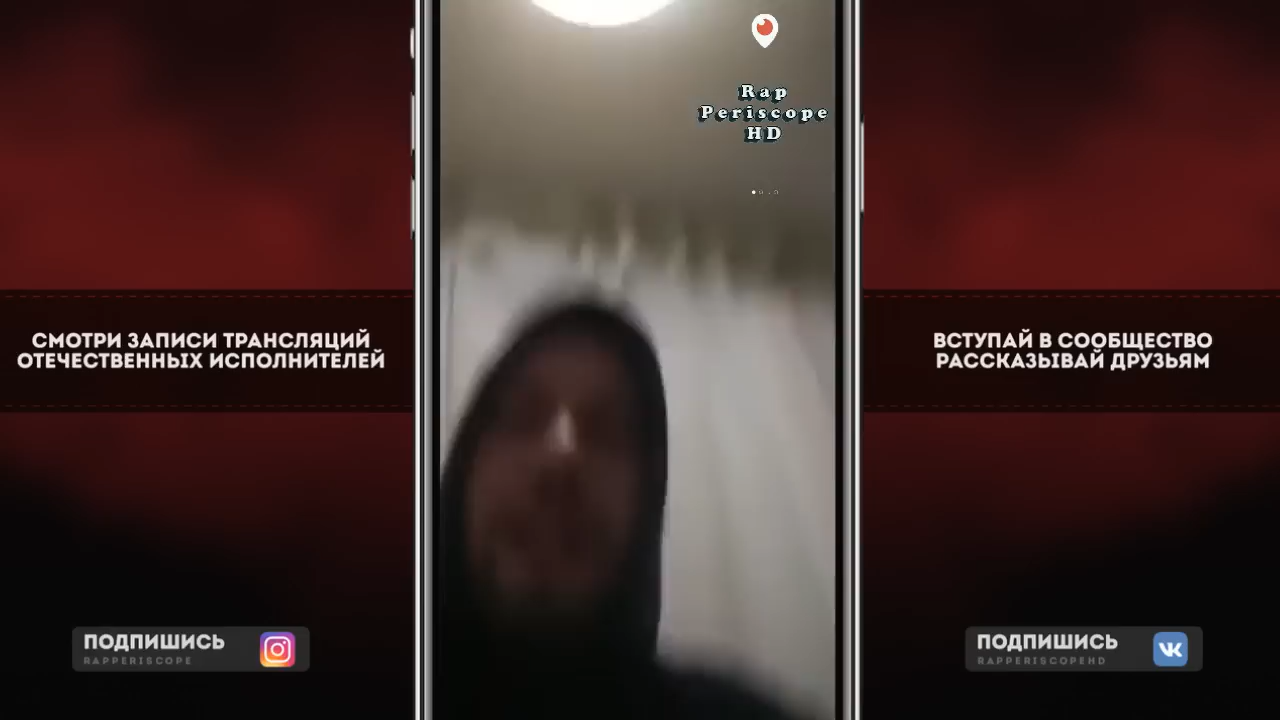 Rap
Periscope
HD
СМОТРИ ЗАПИСИ ТРАНСЛЯЦИЙ
ОТЕЧЕСТВЕННЫХ ИСПОЛНИТЕЛЕЙ
ВСТУПАЙ В СООБЩЕСТВО
РАССКАЗЫВАЙ ДРУЗЬЯМ
ПОДПИШИСЬ
RAPPERISCOPE
ПОДПИШИСЬ
RAPPERISCOPEHD